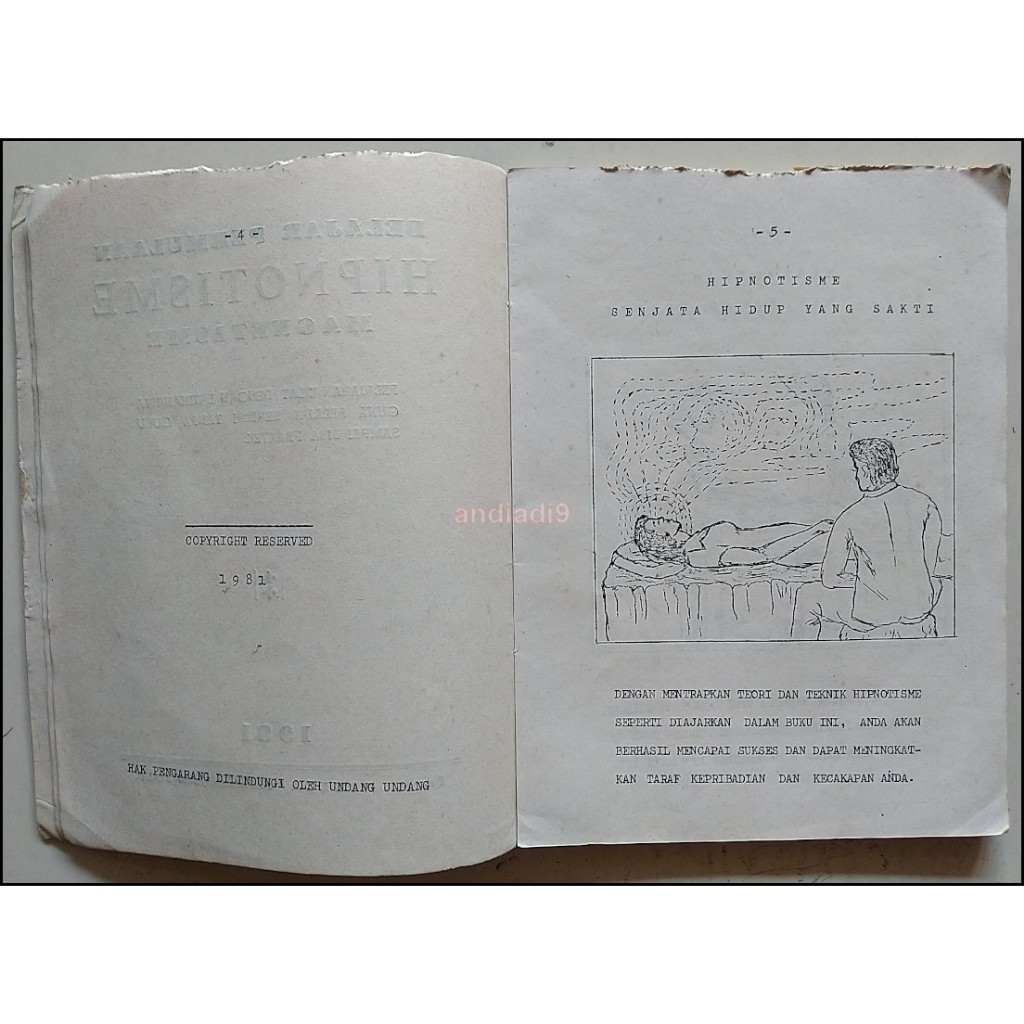 - 4 -
COPYRIGHT RESERVED
1981
HAK PENGARANG DILINDUNGI OLEH UNDANG UNDANG
- 5 -
HIPNOTISME
SENJATA HIDUP YANG SAKTI
andiadi9
DENGAN MENTRAPKAN TEORI DAN TEKNIK HIPNOTISME
SEPERTI DIAJARKAN DALAM BUKU INI, ANDA AKAN
BERHASIL MENCAPAI SUKSES DAN DAPAT MENINGKAT-
KAN TARAF KEPRIBADIAN DAN KECAKAPAN ANDA.